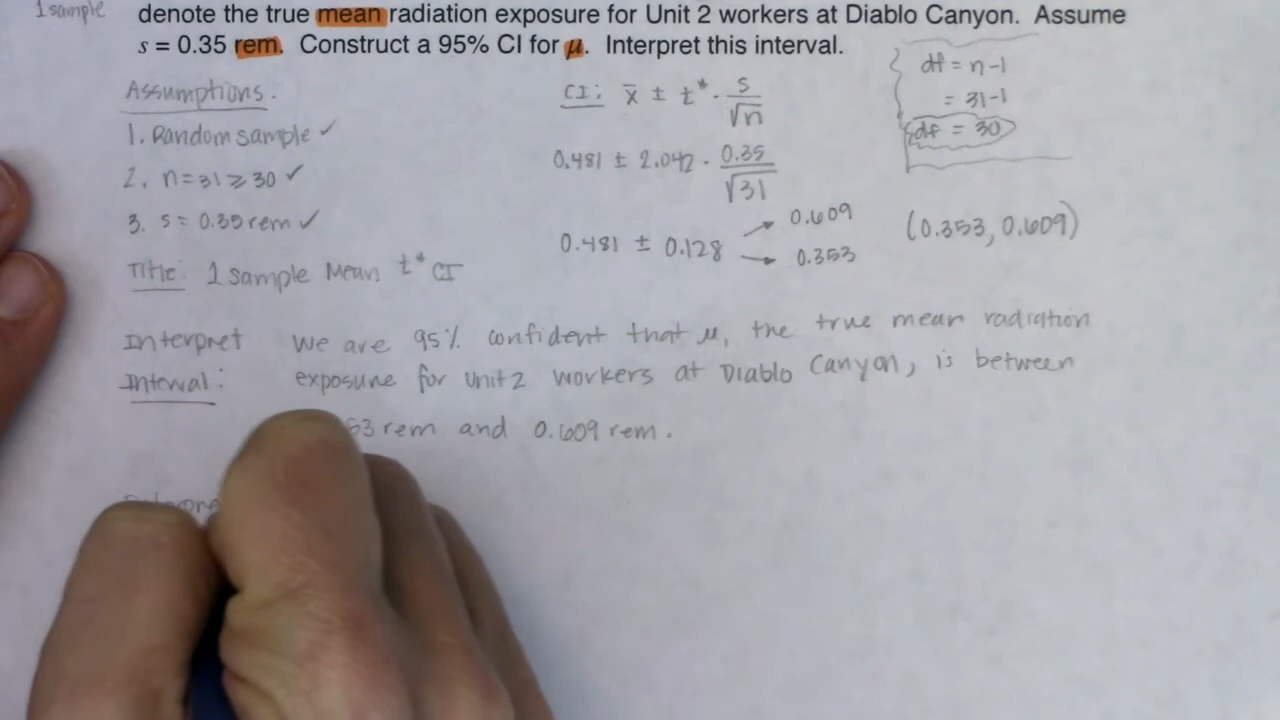 1 sample
denote the true mean radiation exposure for Unit 2 workers at Diablo Canyon. Assume
s = 0.35 rem. Construct a 95% CI for μ. Interpret this interval.
Assumptions:
1. Random sample ✓
2. n=31 ≥ 30 ✓
3. s = 0.35 rem ✓
Title: 1 sample Mean t* CI
CI: x̄ ± t* · s/√n
0.481 ± 2.042 · 0.35/√31
0.481 ± 0.128 → 0.609
→ 0.353
(0.353, 0.609)
df = n-1
= 31-1
df = 30
Interpret We are 95% confident that μ, the true mean radiation
Interval: exposure for Unit 2 workers at Diablo Canyon, is between
53 rem and 0.609 rem.